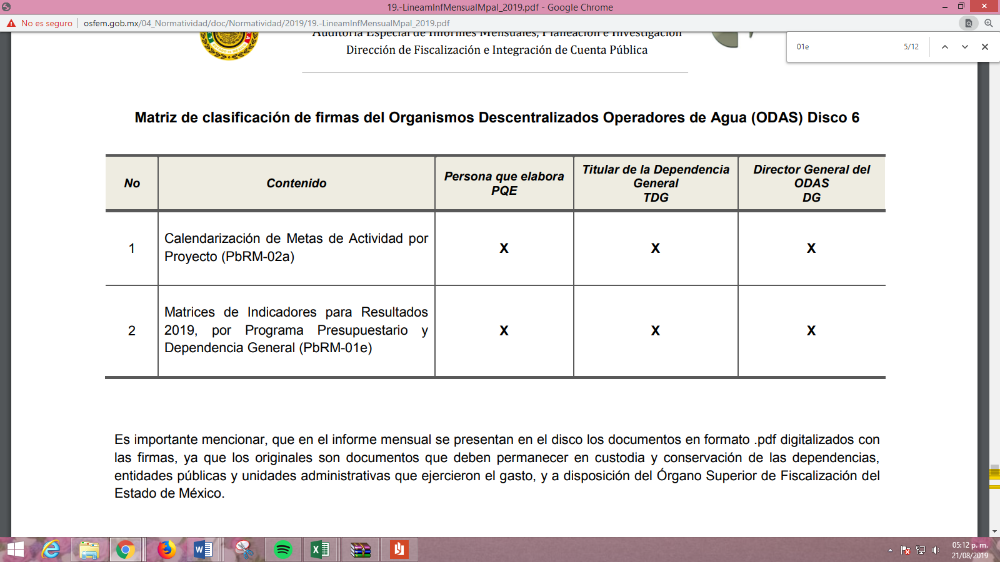 19.-LineamInfMensualMpal_2019.pdf - Google Chrome
No es seguro osfem.gob.mx/04_Normatividad/doc/Normatividad/2019/19.-LineamInfMensualMpal_2019.pdf
01e 5/12
Auditoría Especial de Informes Mensuales, Planeación e Investigación
Dirección de Fiscalización e Integración de Cuenta Pública
Matriz de clasificación de firmas del Organismos Descentralizados Operadores de Agua (ODAS) Disco 6
No
Contenido
Persona que elabora
PQE
Titular de la Dependencia
General
TDG
Director General del
ODAS
DG
1
Calendarización de Metas de Actividad por
Proyecto (PbRM-02a)
X
X
X
2
Matrices de Indicadores para Resultados
2019, por Programa Presupuestario y
Dependencia General (PbRM-01e)
X
X
X
Es importante mencionar, que en el informe mensual se presentan en el disco los documentos en formato .pdf digitalizados con
las firmas, ya que los originales son documentos que deben permanecer en custodia y conservación de las dependencias,
entidades públicas y unidades administrativas que ejercieron el gasto, y a disposición del Órgano Superior de Fiscalización del
Estado de México.
05:12 p. m.
21/08/2019